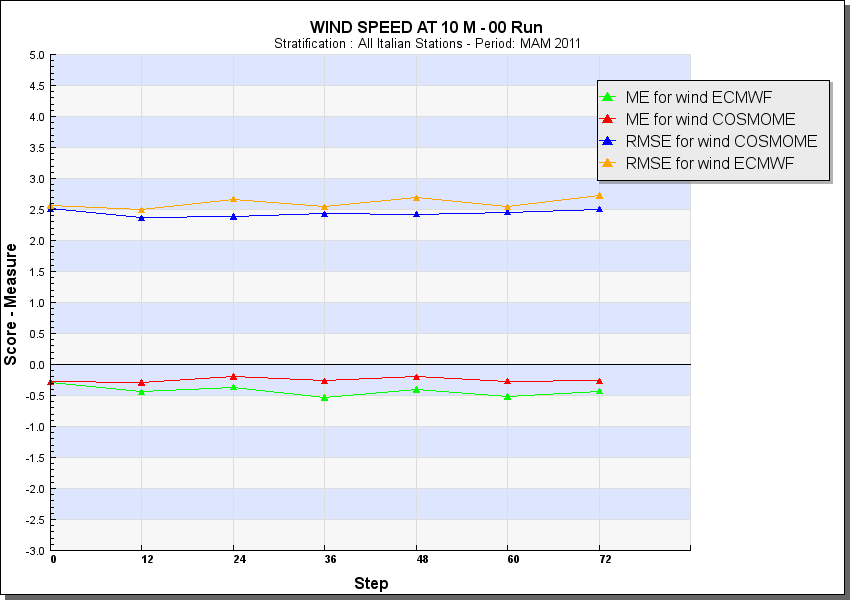 WIND SPEED AT 10 M - 00 Run
Stratification : All Italian Stations - Period: MAM 2011
ME for wind ECMWF
ME for wind COSMOME
RMSE for wind COSMOME
RMSE for wind ECMWF
Score - Measure
5.0
4.5
4.0
3.5
3.0
2.5
2.0
1.5
1.0
0.5
0.0
-0.5
-1.0
-1.5
-2.0
-2.5
-3.0
0 12 24 36 48 60 72
Step